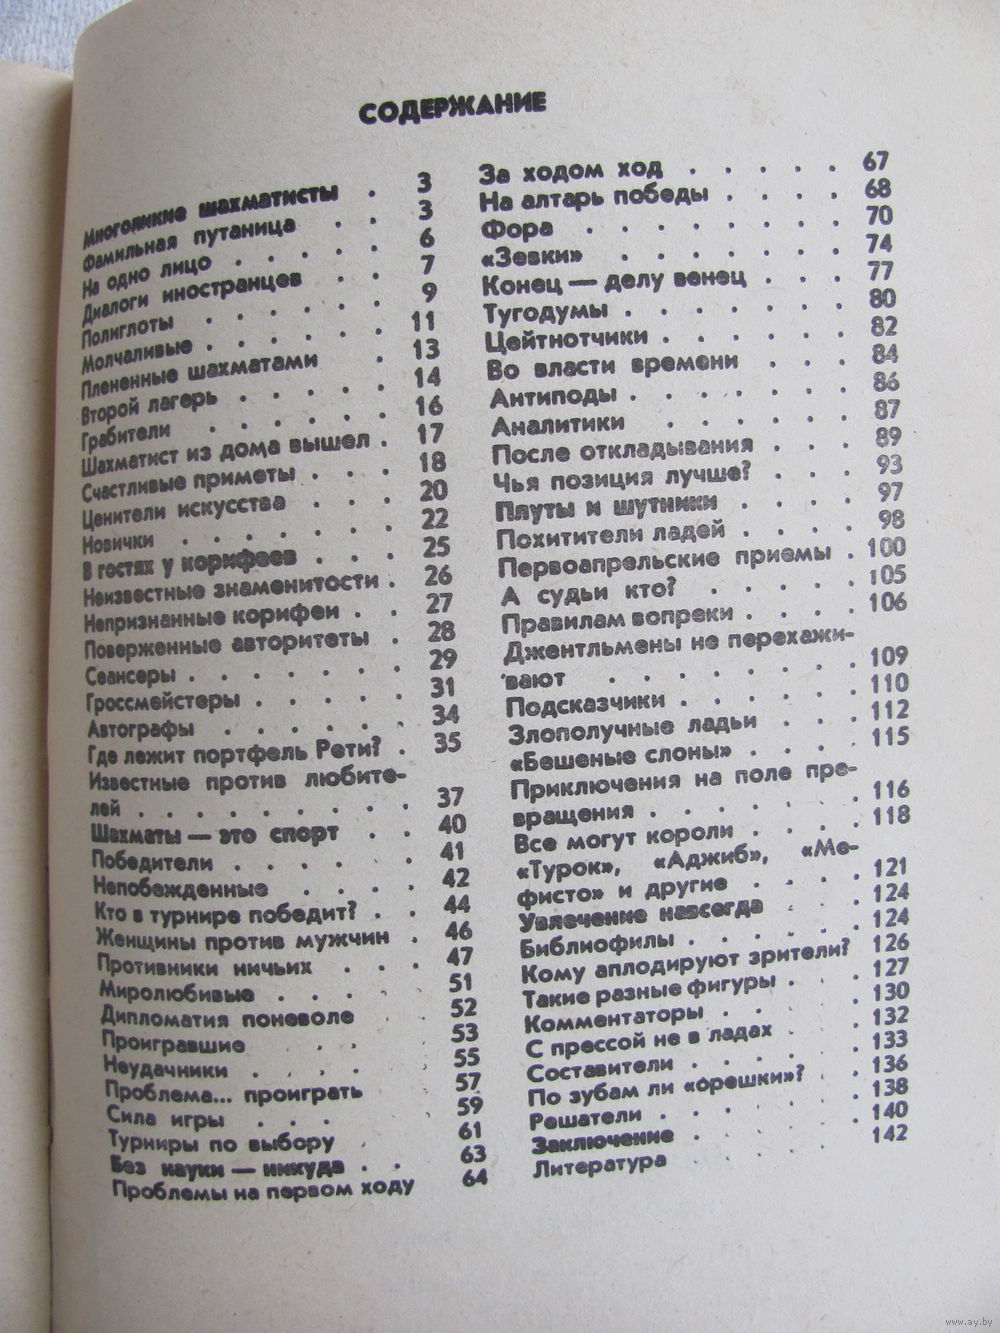 СОДЕРЖАНИЕ
Многоликие шахматисты . 3
Фамильная путаница . . 3
На одно лицо . . . . 6
Диалоги иностранцев . . 7
Полиглоты . . . . . 9
Молчаливые . . . . . 11
Плененные шахматами . 13
Второй лагерь . . . . 14
Грабители . . . . . 16
Шахматист из дома вышел . 17
Счастливые приметы . . . 18
Ценители искусства . . . 20
Новички . . . . . . 22
В гостях у корифеев . . . 25
Неизвестные знаменитости . 26
Непризнанные корифеи . . 27
Поверженные авторитеты . 28
Сеансеры . . . . . . 29
Гроссмейстеры . . . . 31
Автографы . . . . . 34
Где лежит портфель Рети? . 35
Известные против любите-
лей . . . . . . . 37
Шахматы — это спорт . . 40
Победители . . . . . 41
Непобежденные . . . . 42
Кто в турнире победит? . . 44
Женщины против мужчин . 46
Противники ничьих . . . 47
Миролюбивые . . . . 51
Дипломатия поневоле . . 52
Проигравшие . . . . 53
Неудачники . . . . . 55
Проблема... проиграть . 57
Сила игры . . . . . 59
Турниры по выбору . . 61
Без науки — никуда . . 63
Проблемы на первом ходу 64
За ходом ход . . . . . 67
На алтарь победы . . . . 68
Фора . . . . . . . 70
«Зевки» . . . . . . 74
Конец — делу венец . . . 77
Тугодумы . . . . . . 80
Цейтнотчики . . . . . 82
Во власти времени . . . 84
Антиподы . . . . . . 86
Аналитики . . . . . 87
После откладывания . . . 89
Чья позиция лучше? . . . 93
Плуты и шутники . . . 97
Похитители ладей . . . . 98
Первоапрельские приемы . 100
А судьи кто? . . . . 105
Правилам вопреки . . . . 106
Джентльмены не перехажи-
вают . . . . . . . 109
Подсказчики . . . . . 110
Злополучные ладьи . . . 112
«Бешеные слоны» . . . . 115
Приключения на поле пре-
вращения . . . . . . 116
Все могут короли . . . . 118
«Турок», «Аджиб», «Ме-
фисто» и другие . . . . 121
Увлечение навсегда . . . 124
Библиофилы . . . . . 124
Кому аплодируют зрители? 126
Такие разные фигуры . . 127
Комментаторы . . . . 130
С прессой не в ладах . . 132
Составители . . . . . 133
По зубам ли «орешки»? . . 136
Решатели . . . . . . 138
Заключение . . . . . 140
Литература . . . . . 142
www.ay.by